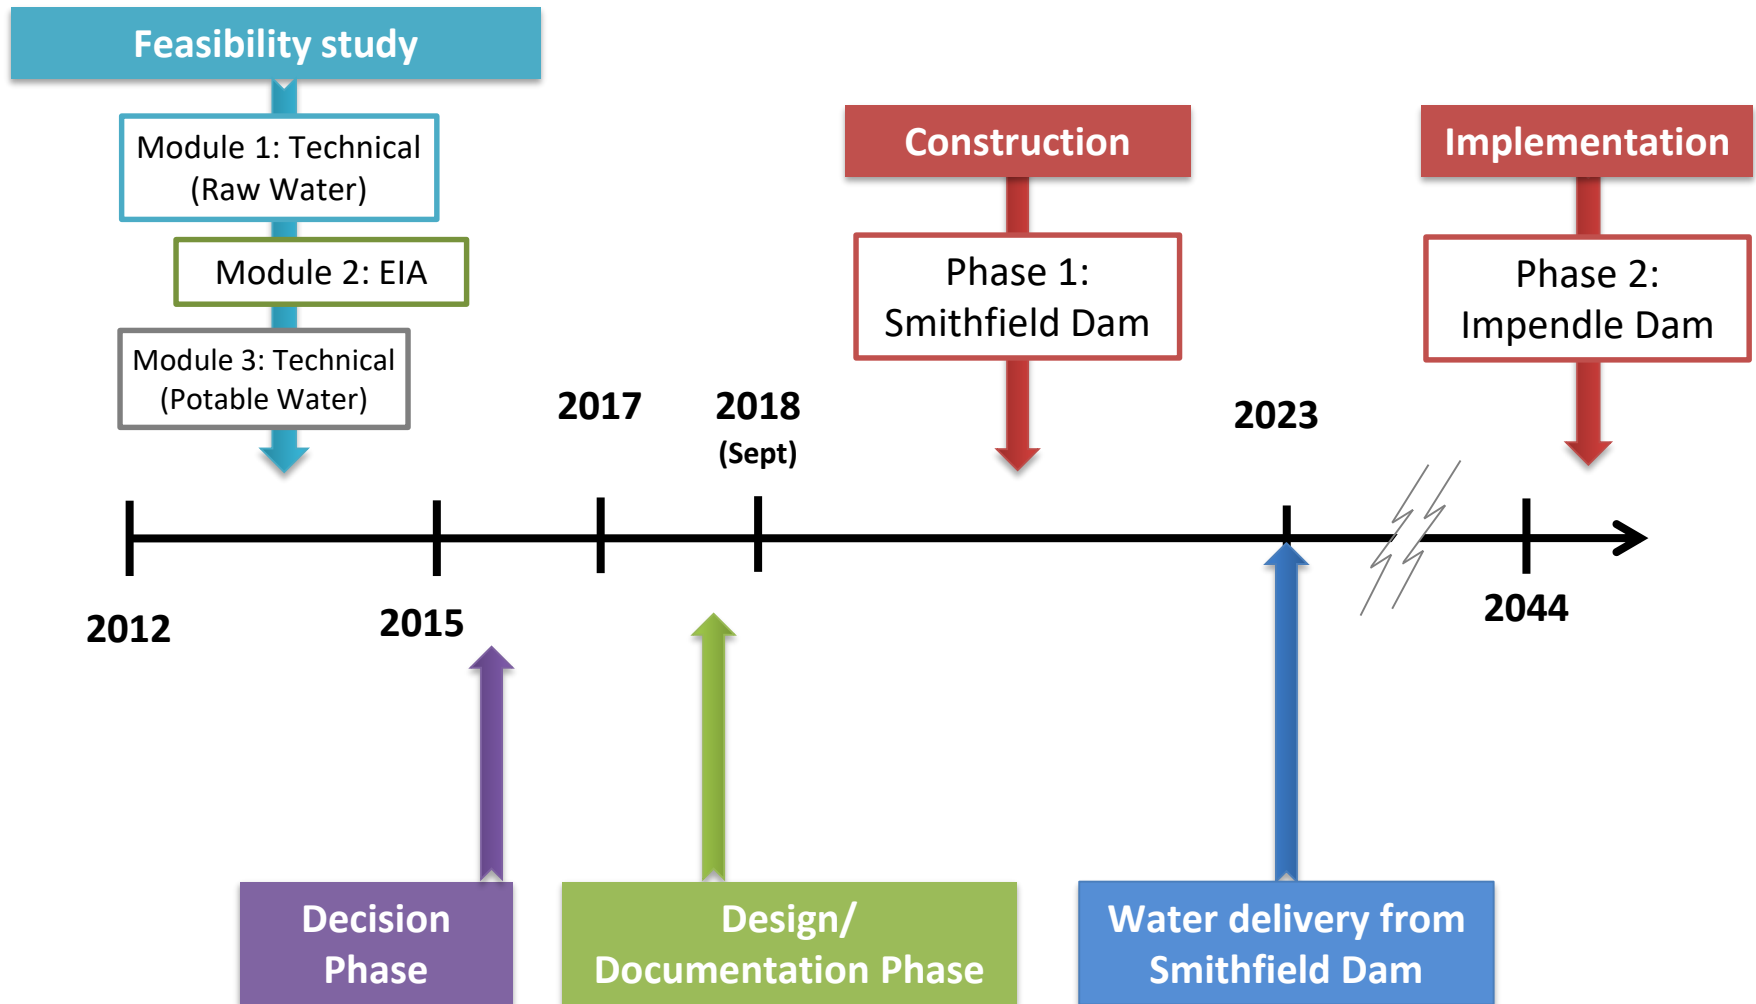 Feasibility study
Module 1: Technical
(Raw Water)
Module 2: EIA
Module 3: Technical
(Potable Water)
Construction
Phase 1:
Smithfield Dam
Implementation
Phase 2:
Impendle Dam
2017
2018
(Sept)
2023
2012
2015
2044
Decision
Phase
Design/
Documentation Phase
Water delivery from
Smithfield Dam